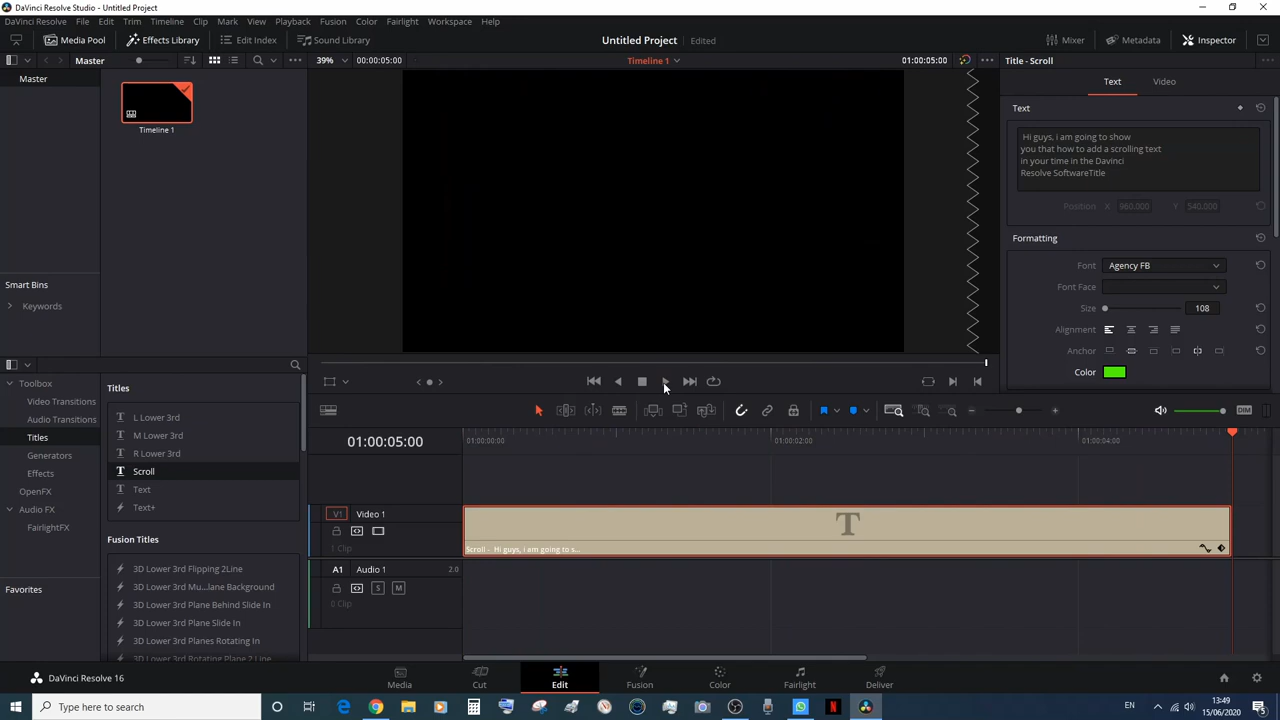 DaVinci Resolve Studio - Untitled Project
DaVinci Resolve File Edit Trim Timeline Clip Mark View Playback Fusion Color Fairlight Workspace Help
Media Pool Effects Library Edit Index Sound Library Untitled Project Edited Mixer Metadata Inspector
Master 39% 00:00:05:00 Timeline 1 01:00:05:00 Title - Scroll
Master
Timeline 1
Smart Bins
Keywords
Text Video
Text
Hi guys, i am going to show
you that how to add a scrolling text
in your time in the Davinci
Resolve SoftwareTitle
Position X 960.000 Y 540.000
Formatting
Font Agency FB
Font Face
Size 108
Alignment
Anchor
Color
Toolbox
Video Transitions
Audio Transitions
Titles
Generators
Effects
OpenFX
Audio FX
FairlightFX
Favorites
Titles
L Lower 3rd
M Lower 3rd
R Lower 3rd
Scroll
Text
Text+
Fusion Titles
3D Lower 3rd Flipping 2Line
3D Lower 3rd Mu...lane Background
3D Lower 3rd Plane Behind Slide In
3D Lower 3rd Plane Slide In
3D Lower 3rd Planes Rotating In
3D Lower 3rd Rotating Plane 2 Line
DIM
01:00:05:00 01:00:00:00 01:00:02:00 01:00:04:00
V1 Video 1
1 Clip
T
Scroll - Hi guys, i am going to s...
A1 Audio 1 2.0
S M
0 Clip
DaVinci Resolve 16
Media Cut Edit Fusion Color Fairlight Deliver
Type here to search
EN 13:49
15/06/2020